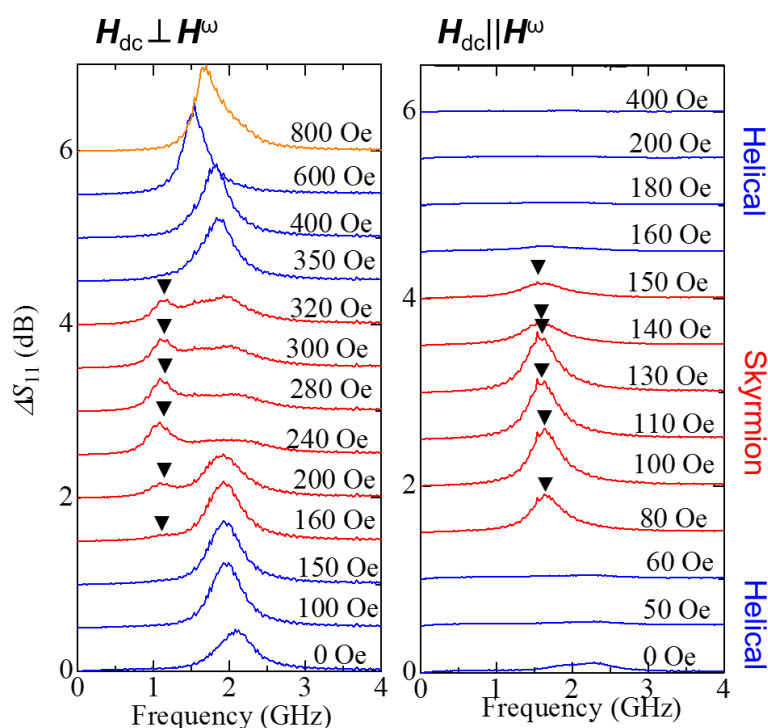 H_dc ⊥ H^ω
H_dc||H^ω
ΔS₁₁ (dB)
6
4
2
0
800 Oe
600 Oe
400 Oe
350 Oe
320 Oe
300 Oe
280 Oe
240 Oe
200 Oe
160 Oe
150 Oe
100 Oe
0 Oe
0 1 2 3 4
Frequency (GHz)
6
4
2
0
400 Oe
200 Oe
180 Oe
160 Oe
150 Oe
140 Oe
130 Oe
110 Oe
100 Oe
80 Oe
60 Oe
50 Oe
0 Oe
0 1 2 3 4
Frequency (GHz)
Helical
Skyrmion
Helical